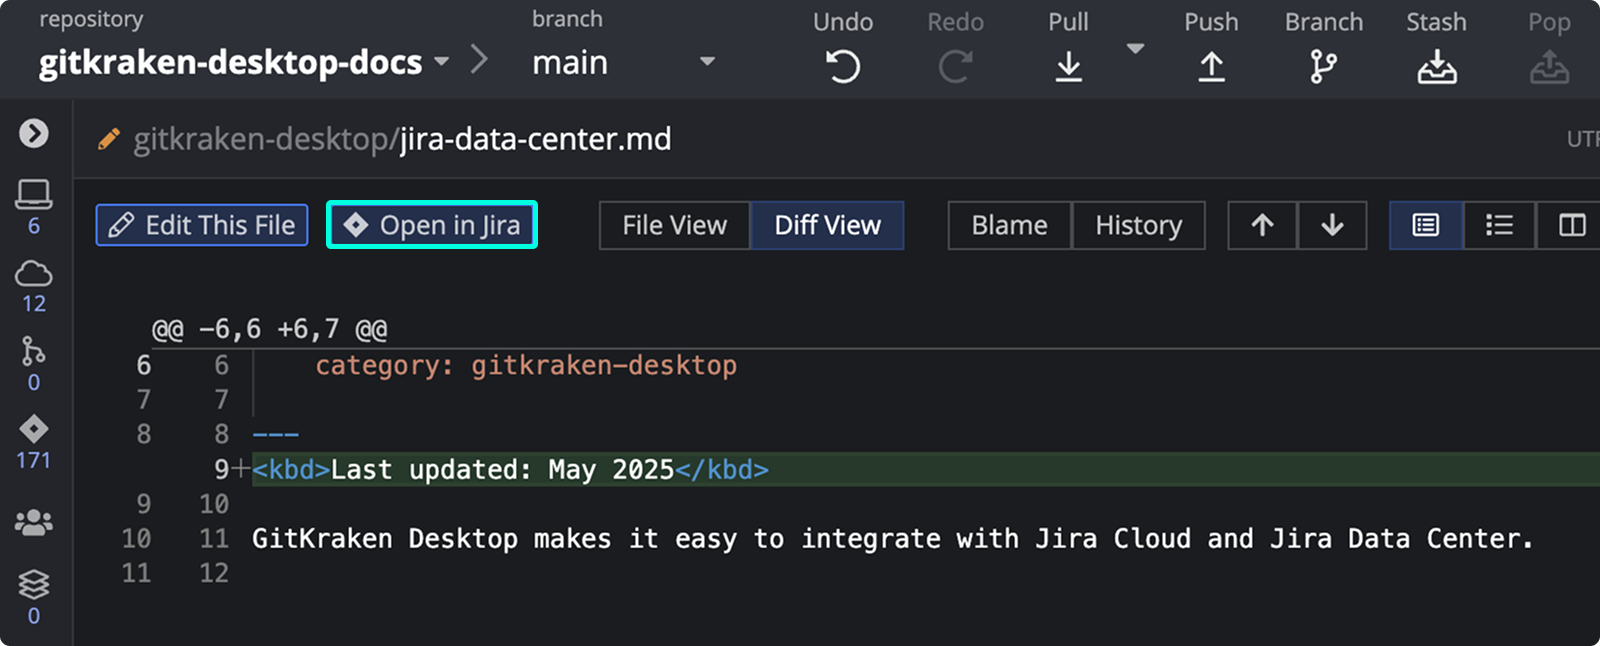 repository
gitkraken-desktop-docs
branch
main
Undo
Redo
Pull
Push
Branch
Stash
Pop
gitkraken-desktop/jira-data-center.md
UTF
Edit This File
Open in Jira
File View
Diff View
Blame
History
6
12
0
171
0
@@ -6,6 +6,7 @@
6 6 category: gitkraken-desktop
7 7
8 8 ---
9+<kbd>Last updated: May 2025</kbd>
9 10
10 11 GitKraken Desktop makes it easy to integrate with Jira Cloud and Jira Data Center.
11 12